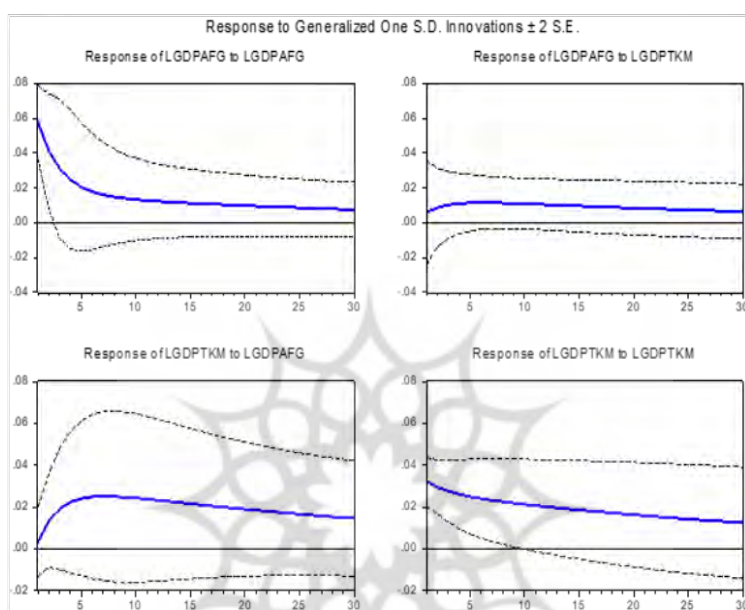 Response to Generalized One S.D. Innovations ± 2 S.E.
Response of LGDPAFG to LGDPAFG
.08
.06
.04
.02
.00
-.02
-.04
5 10 15 20 25 30
Response of LGDPAFG to LGDPTKM
.08
.06
.04
.02
.00
-.02
-.04
5 10 15 20 25 30
Response of LGDPTKM to LGDPAFG
.08
.06
.04
.02
.00
-.02
5 10 15 20 25 30
Response of LGDPTKM to LGDPTKM
.08
.06
.04
.02
.00
-.02
5 10 15 20 25 30